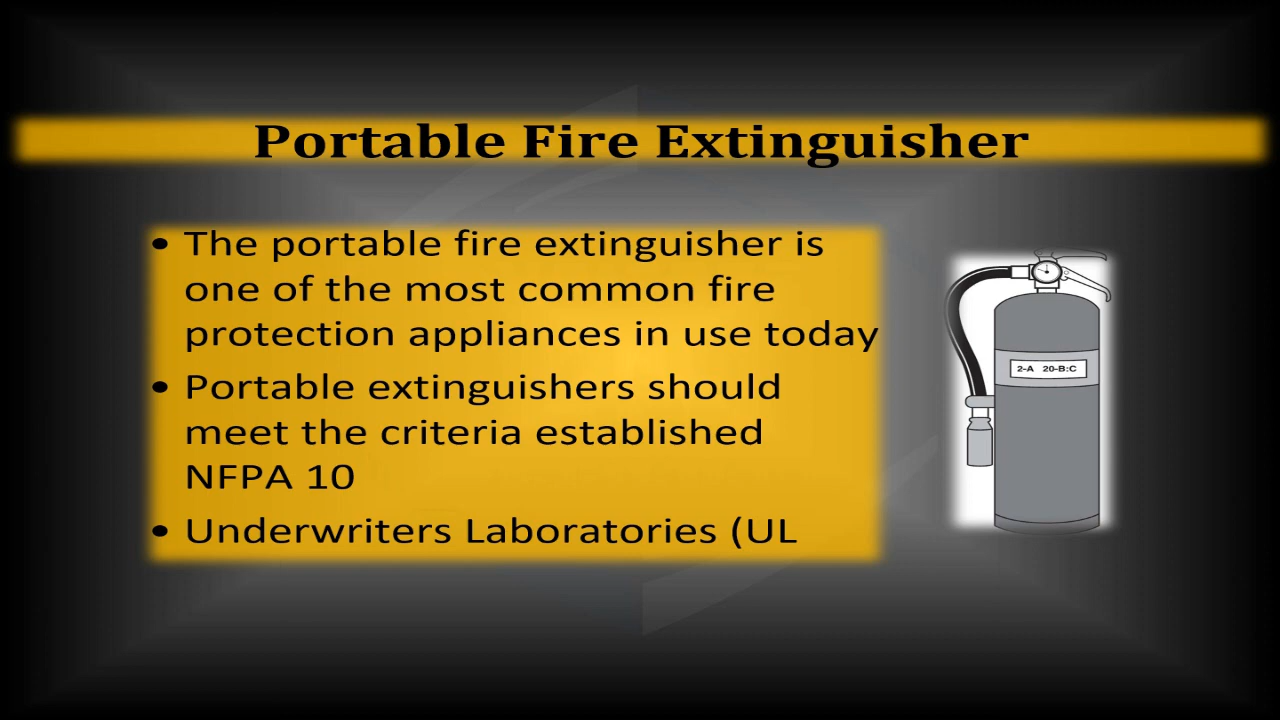 Portable Fire Extinguisher
• The portable fire extinguisher is
one of the most common fire
protection appliances in use today
• Portable extinguishers should
meet the criteria established
NFPA 10
• Underwriters Laboratories (UL
2-A 20-B:C